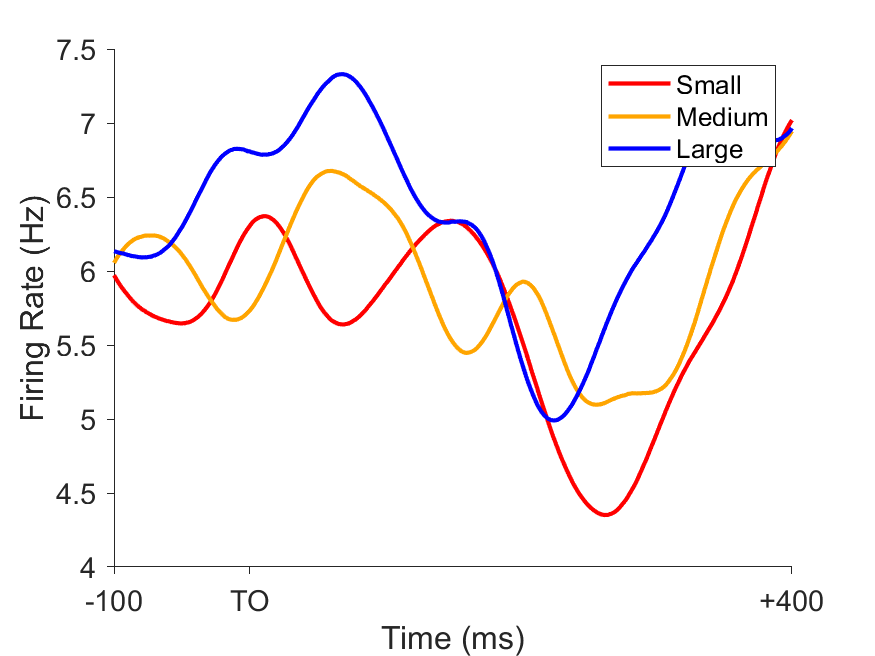 7.5
7
6.5
6
5.5
5
4.5
4
Firing Rate (Hz)
Small
Medium
Large
-100 TO +400
Time (ms)